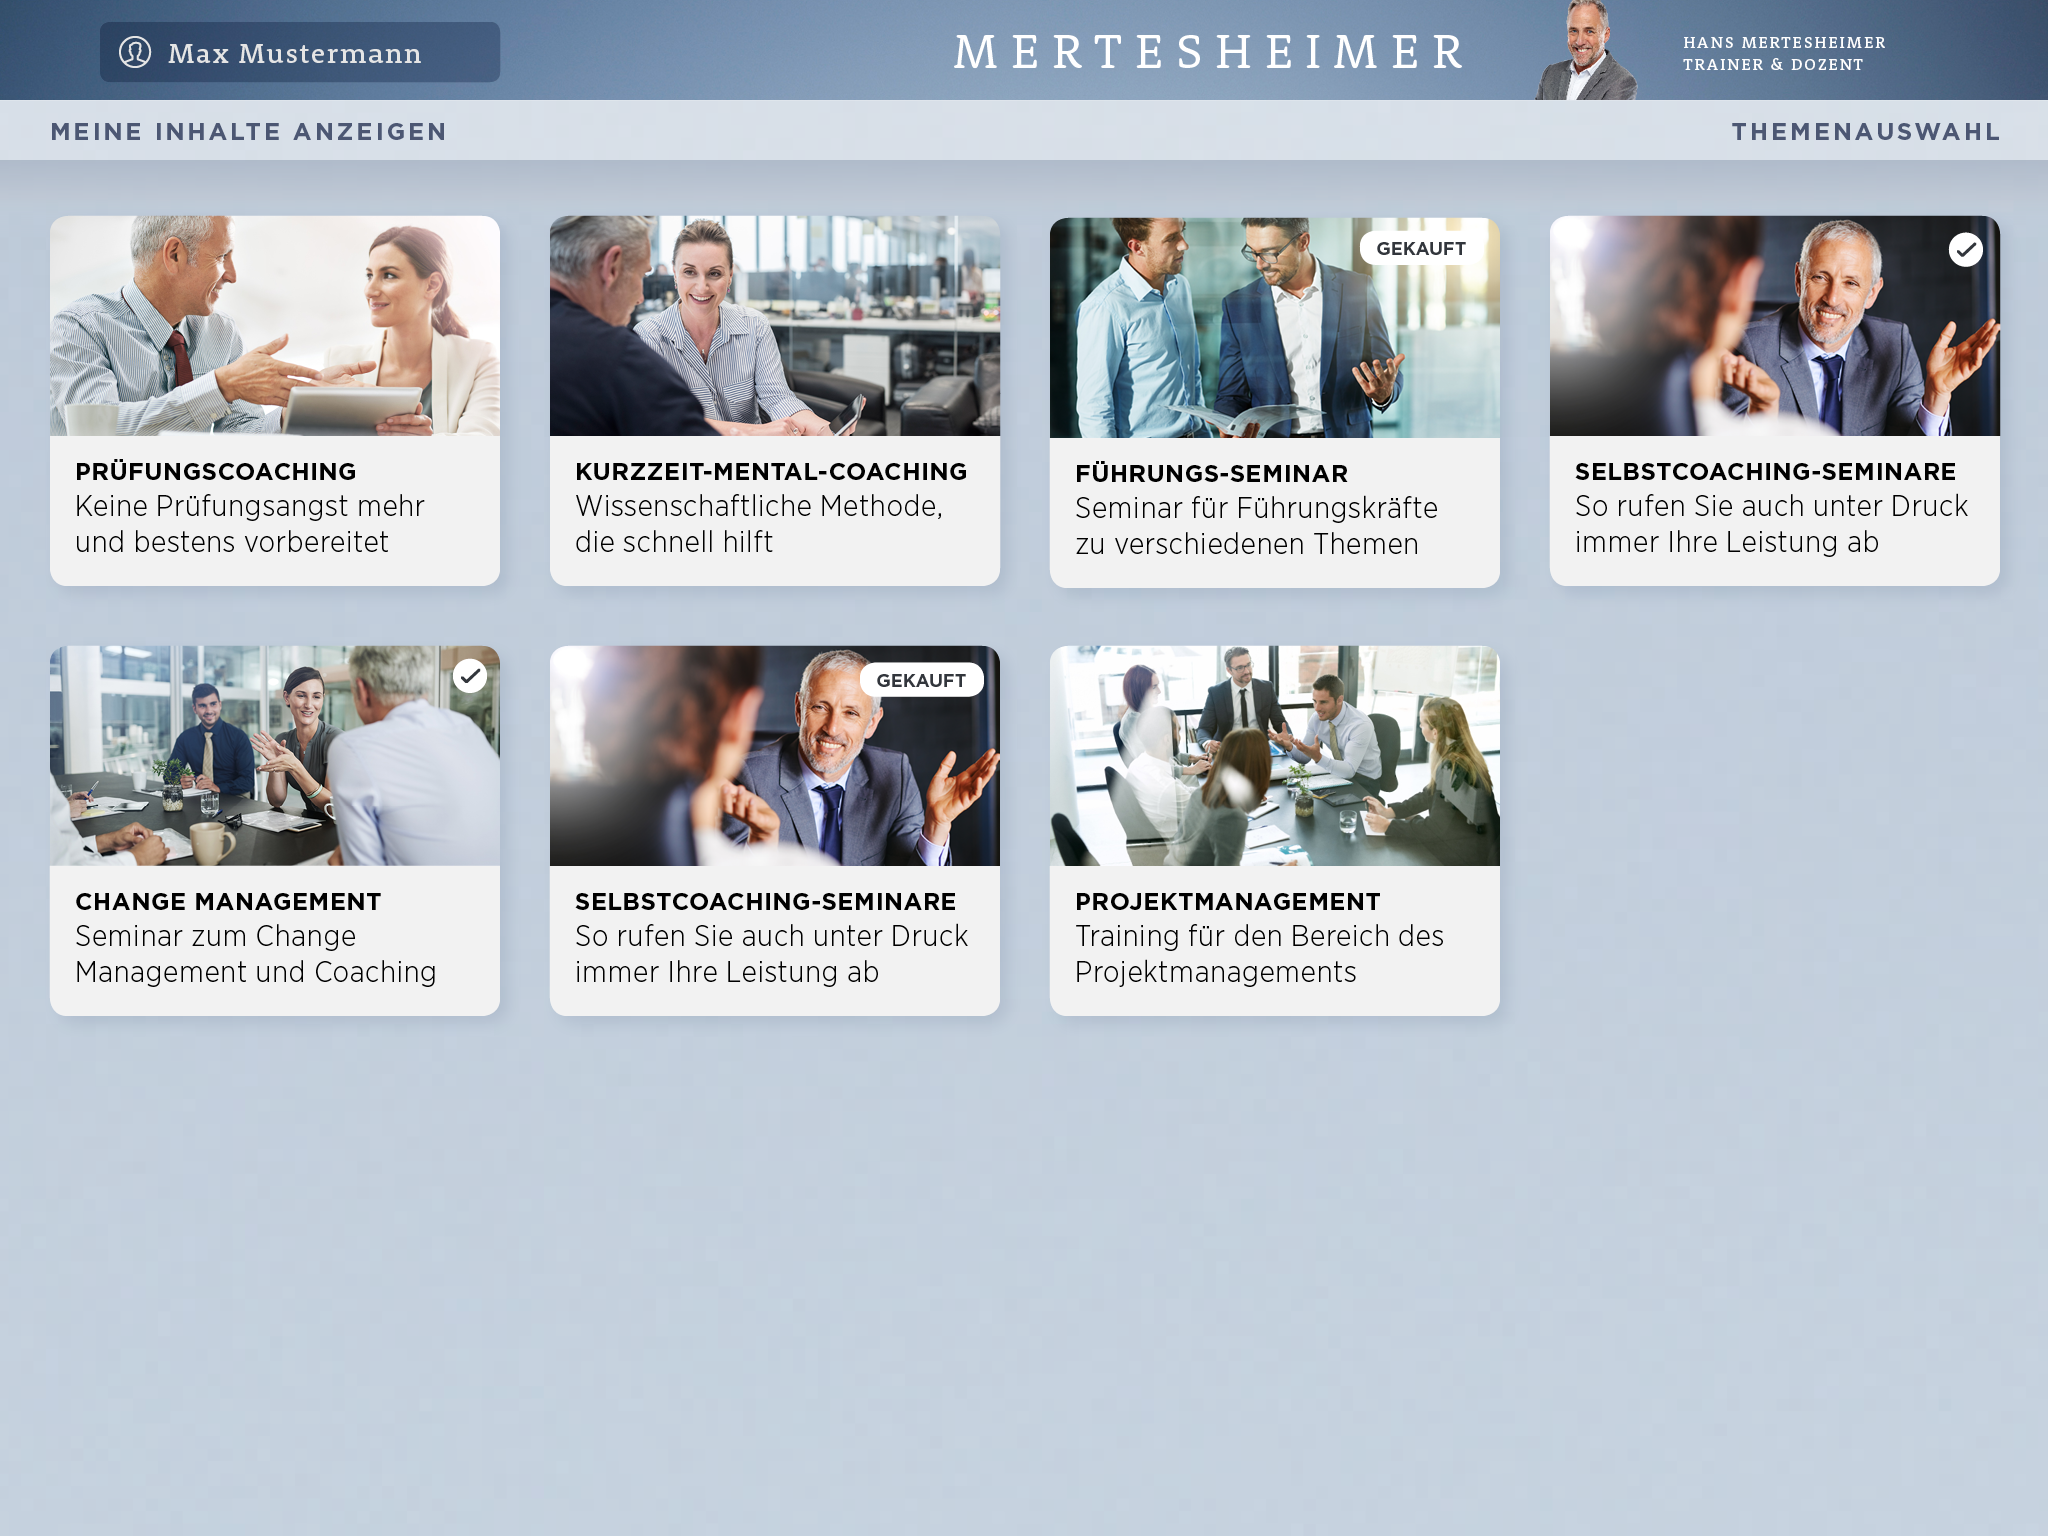 Max Mustermann
MERTESHEIMER
HANS MERTESHEIMER
TRAINER & DOZENT
MEINE INHALTE ANZEIGEN
THEMENAUSWAHL
PRÜFUNGSCOACHING
Keine Prüfungsangst mehr
und bestens vorbereitet
KURZZEIT-MENTAL-COACHING
Wissenschaftliche Methode,
die schnell hilft
GEKAUFT
FÜHRUNGS-SEMINAR
Seminar für Führungskräfte
zu verschiedenen Themen
SELBSTCOACHING-SEMINARE
So rufen Sie auch unter Druck
immer Ihre Leistung ab
CHANGE MANAGEMENT
Seminar zum Change
Management und Coaching
GEKAUFT
SELBSTCOACHING-SEMINARE
So rufen Sie auch unter Druck
immer Ihre Leistung ab
PROJEKTMANAGEMENT
Training für den Bereich des
Projektmanagements